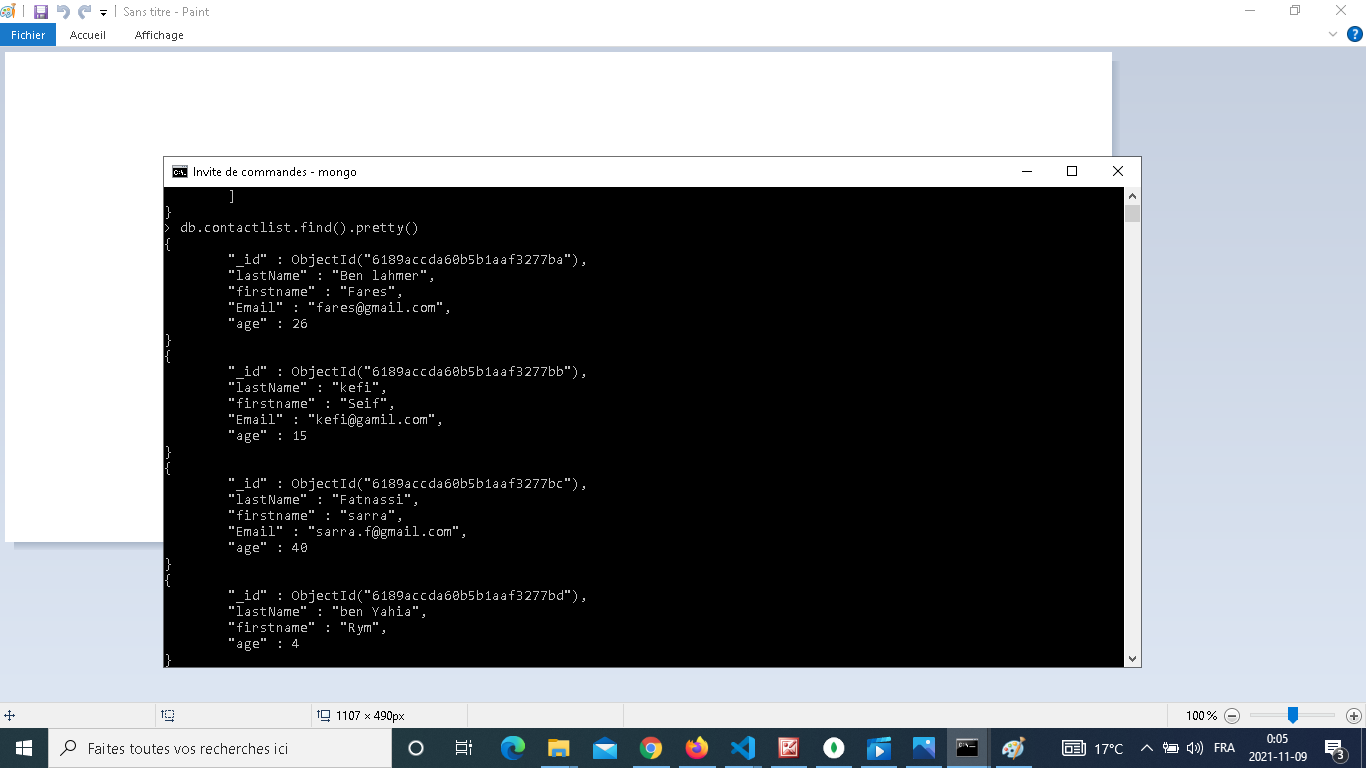 Sans titre - Paint
Fichier Accueil Affichage
Invite de commandes - mongo
]
}
> db.contactlist.find().pretty()
{
"_id" : ObjectId("6189accda60b5b1aaf3277ba"),
"lastName" : "Ben lahmer",
"firstname" : "Fares",
"Email" : "fares@gmail.com",
"age" : 26
}
{
"_id" : ObjectId("6189accda60b5b1aaf3277bb"),
"lastName" : "kefi",
"firstname" : "Seif",
"Email" : "kefi@gamil.com",
"age" : 15
}
{
"_id" : ObjectId("6189accda60b5b1aaf3277bc"),
"lastName" : "Fatnassi",
"firstname" : "sarra",
"Email" : "sarra.f@gmail.com",
"age" : 40
}
{
"_id" : ObjectId("6189accda60b5b1aaf3277bd"),
"lastName" : "ben Yahia",
"firstname" : "Rym",
"age" : 4
}
1107 × 490px
100 %
Faites toutes vos recherches ici
17°C
FRA
0:05
2021-11-09
3